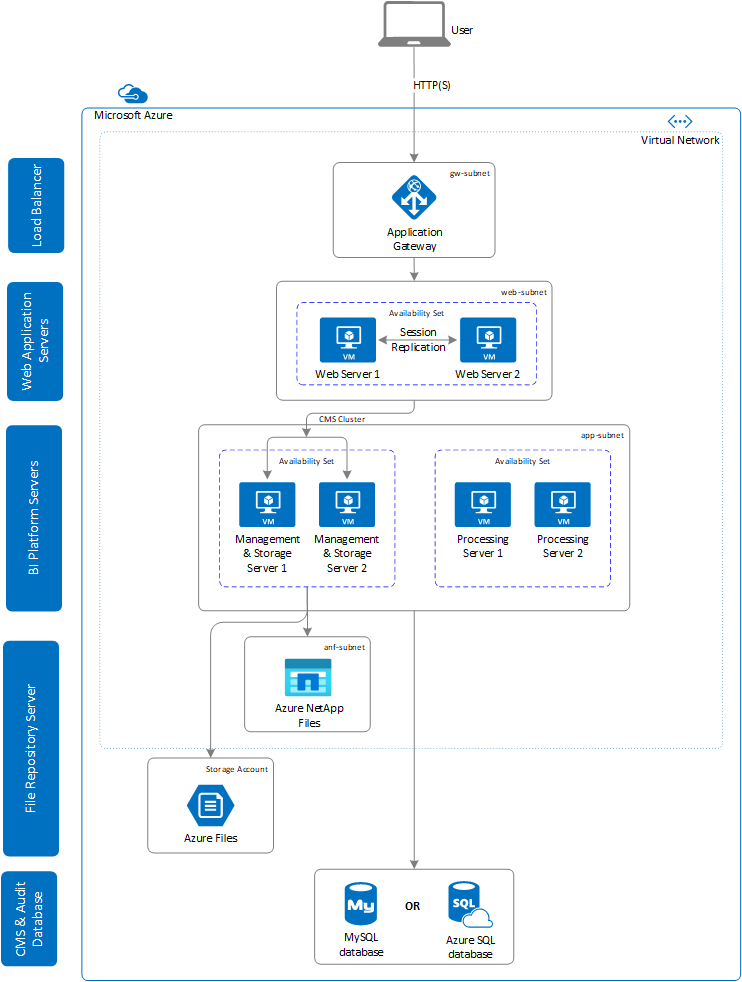 User
HTTP(S)
Microsoft Azure
Virtual Network
Load Balancer
gw-subnet
Application
Gateway
Web Application
Servers
web-subnet
Availability Set
Session
Replication
VM
VM
Web Server 1
Web Server 2
BI Platform Servers
CMS Cluster
app-subnet
Availability Set
VM
VM
Management
& Storage
Server 1
Management
& Storage
Server 2
Availability Set
VM
VM
Processing
Server 1
Processing
Server 2
File Repository Server
anf-subnet
Azure NetApp
Files
Storage Account
Azure Files
CMS & Audit
Database
My
OR
SQL
MySQL
database
Azure SQL
database